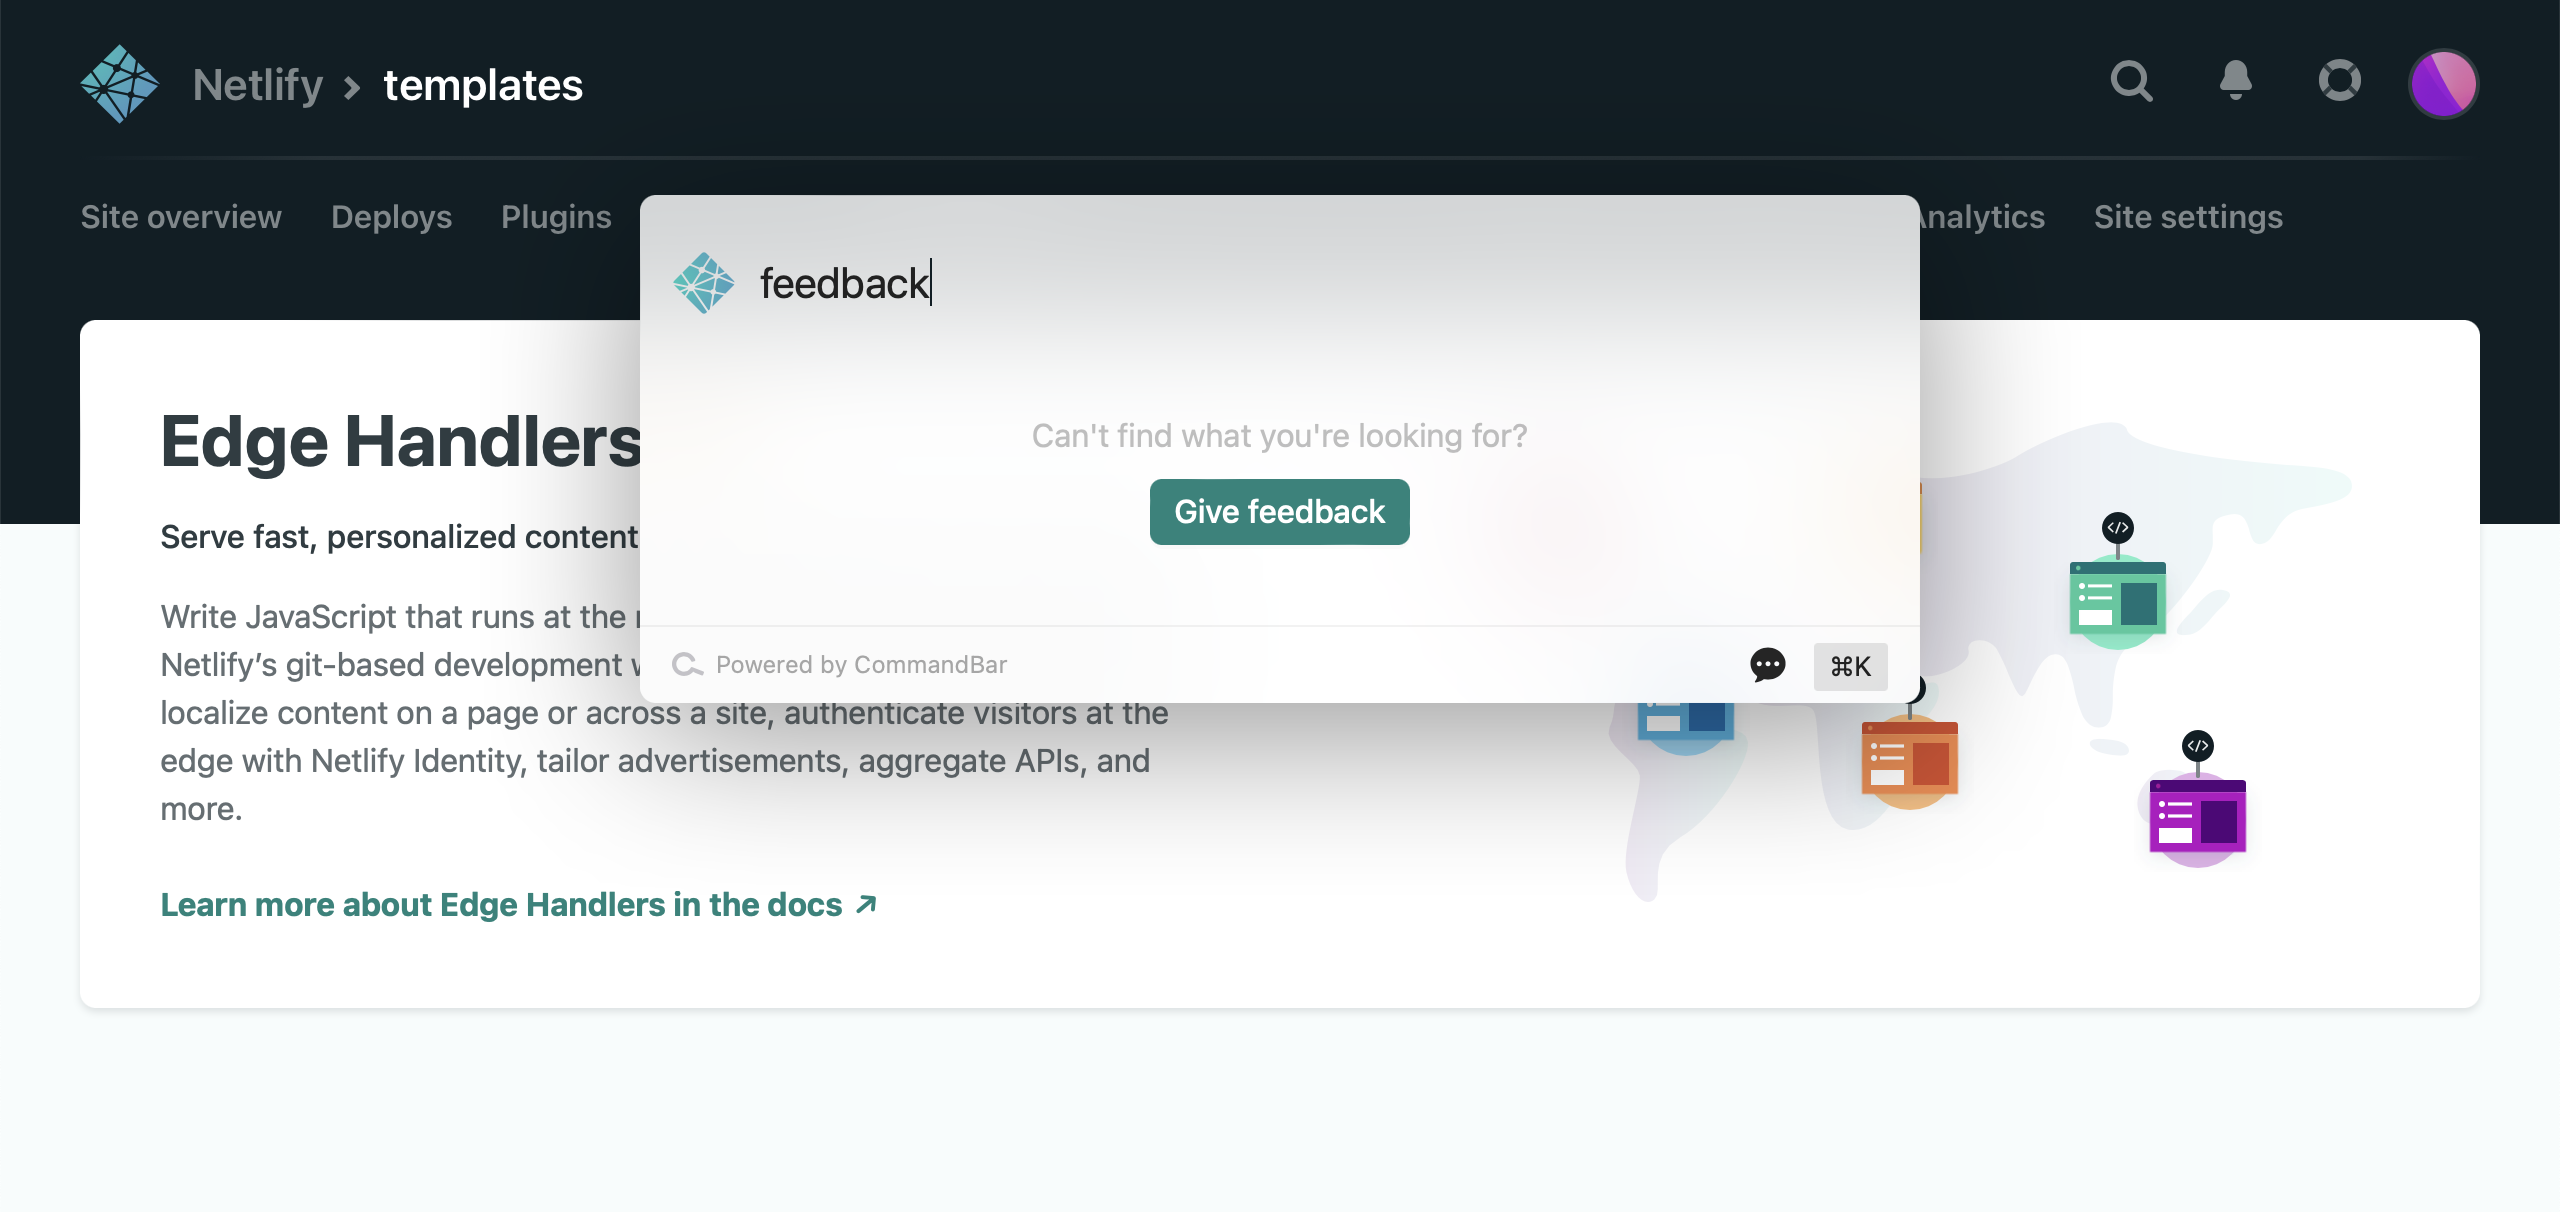 Netlify > templates
Site overview Deploys Plugins Analytics Site settings
feedback
Can't find what you're looking for?
Give feedback
Powered by CommandBar
⌘K
Edge Handlers
Serve fast, personalized content
Write JavaScript that runs at the
Netlify’s git-based development
localize content on a page or across a site, authenticate visitors at the
edge with Netlify Identity, tailor advertisements, aggregate APIs, and
more.
Learn more about Edge Handlers in the docs ↗